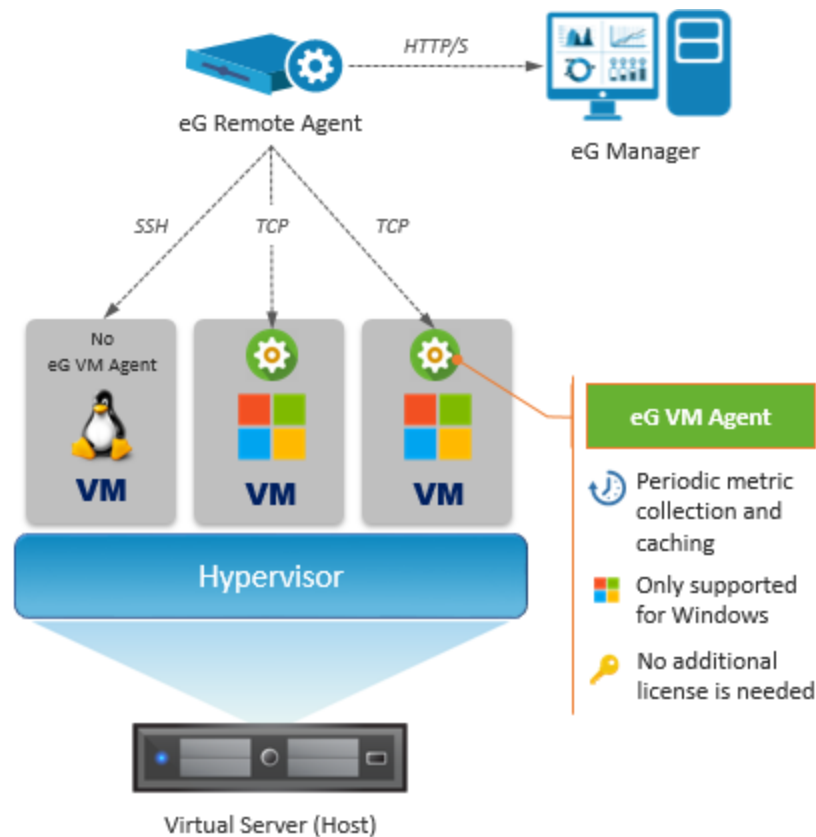 HTTP/S
eG Remote Agent
eG Manager
SSH
TCP
TCP
No
eG VM Agent
VM
VM
VM
eG VM Agent
Periodic metric
collection and
caching
Only supported
for Windows
No additional
license is needed
Hypervisor
Virtual Server (Host)